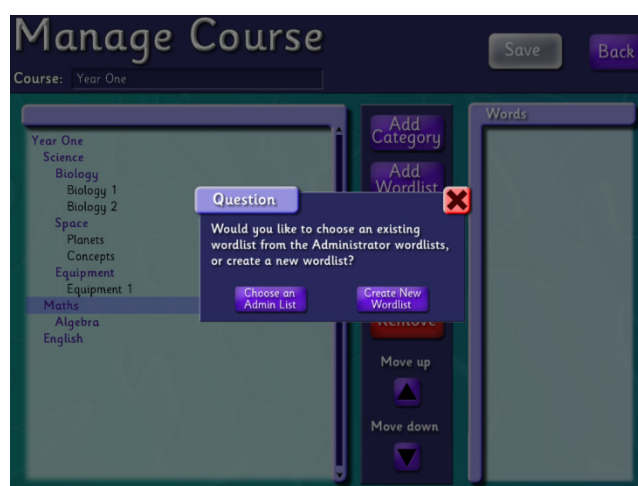 Manage Course
Save
Back
Course: Year One
Year One
Science
Biology
Biology 1
Biology 2
Space
Planets
Concepts
Equipment
Equipment 1
Maths
Algebra
English
Add
Category
Add
Wordlist
Remove
Move up
Move down
Words
Question
Would you like to choose an existing
wordlist from the Administrator wordlists,
or create a new wordlist?
Choose an
Admin List
Create New
Wordlist